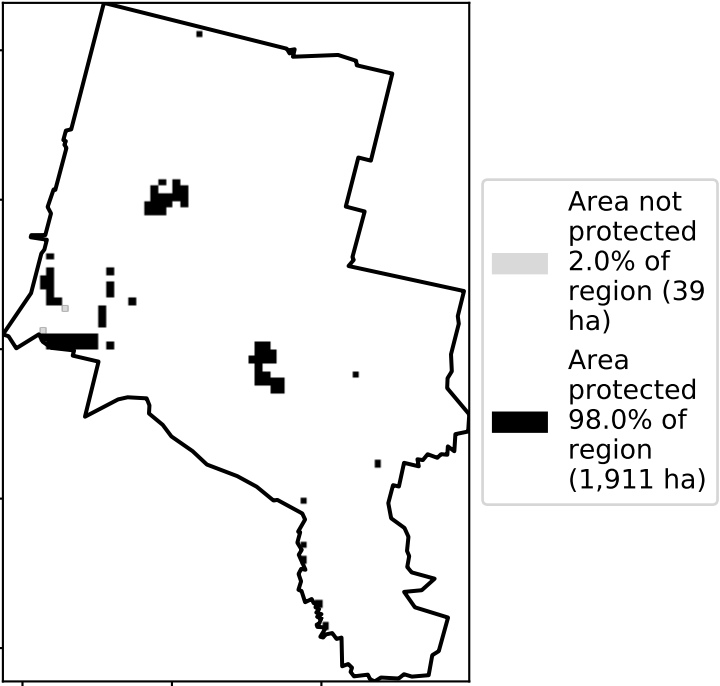 Area not
protected
2.0% of
region (39
ha)
Area
protected
98.0% of
region
(1,911 ha)